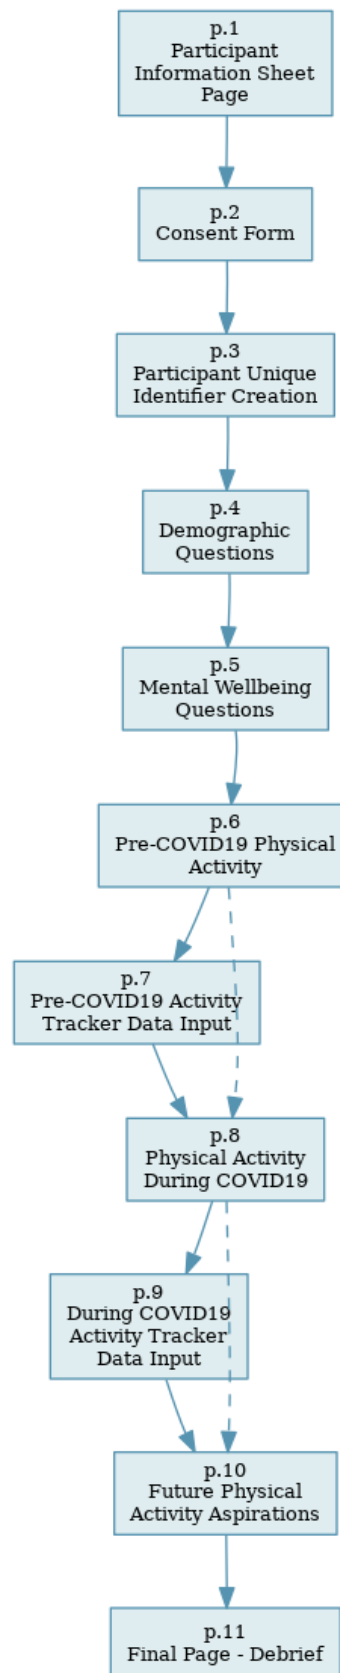 p.1
Participant
Information Sheet
Page
p.2
Consent Form
p.3
Participant Unique
Identifier Creation
p.4
Demographic
Questions
p.5
Mental Wellbeing
Questions
p.6
Pre-COVID19 Physical
Activity
p.7
Pre-COVID19 Activity
Tracker Data Input
p.8
Physical Activity
During COVID19
p.9
During COVID19
Activity Tracker
Data Input
p.10
Future Physical
Activity Aspirations
p.11
Final Page - Debrief